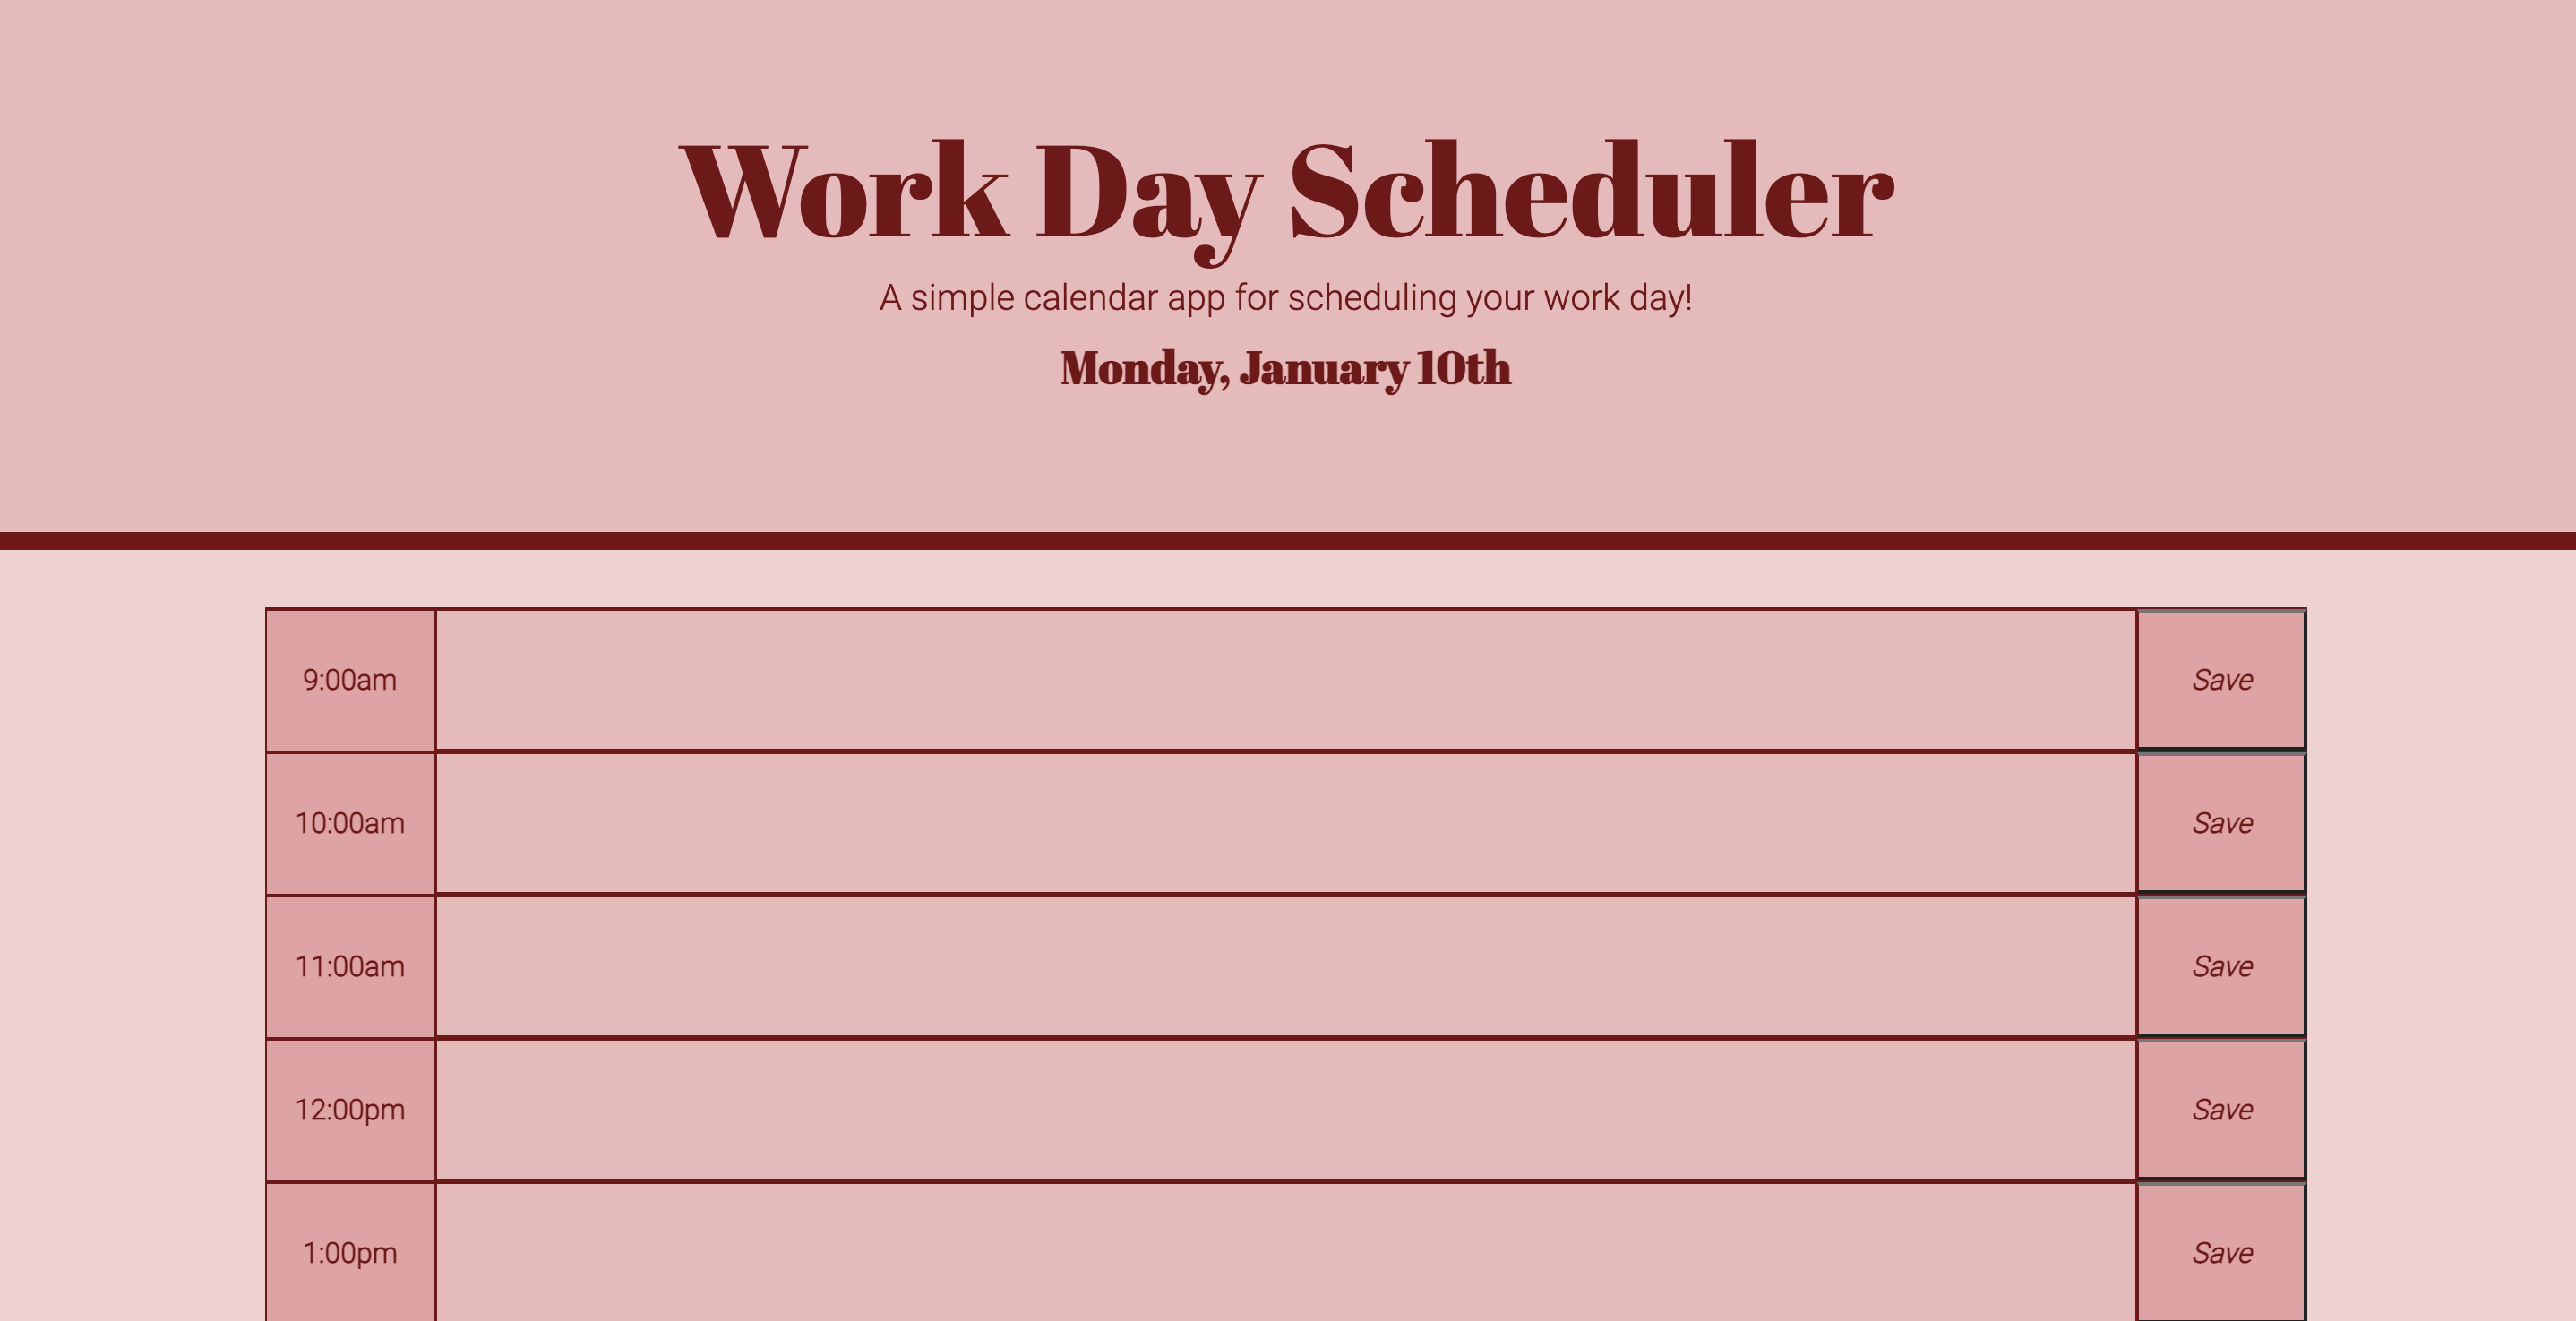 Work Day Scheduler
A simple calendar app for scheduling your work day!
Monday, January 10th
9:00am Save
10:00am Save
11:00am Save
12:00pm Save
1:00pm Save